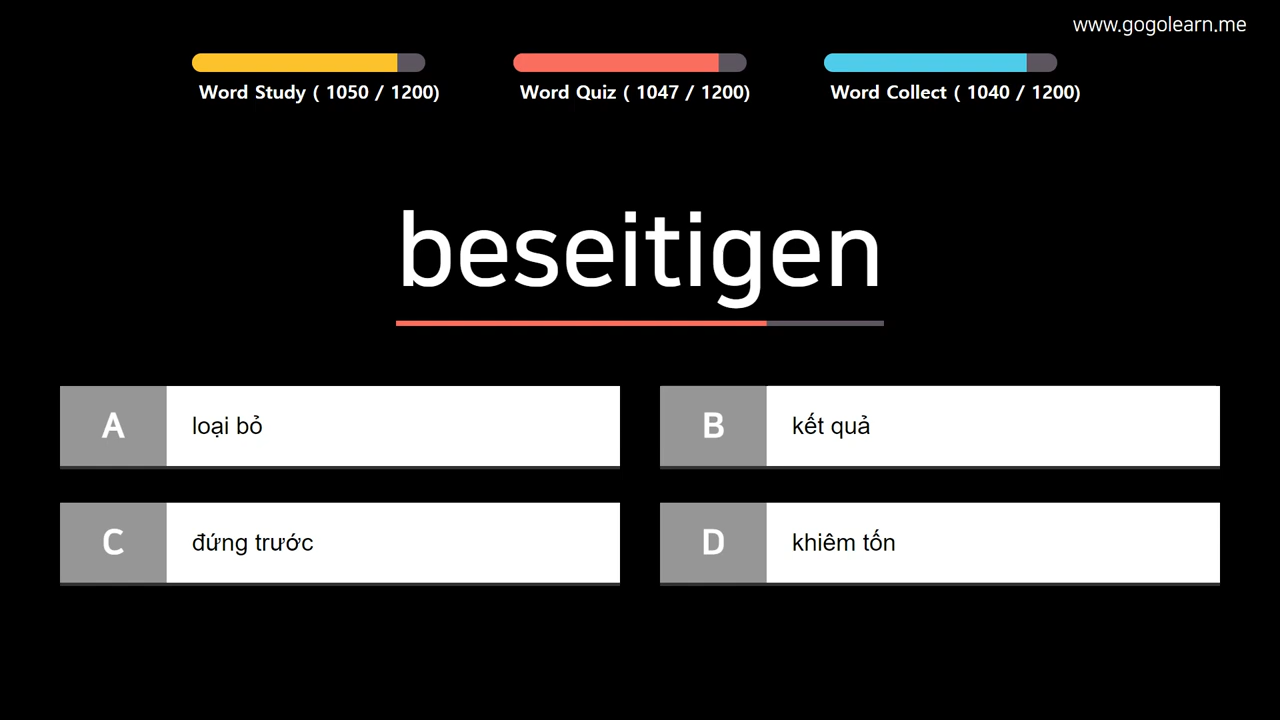 www.gogolearn.me
Word Study ( 1050 / 1200)
Word Quiz ( 1047 / 1200)
Word Collect ( 1040 / 1200)
beseitigen
A loại bỏ
B kết quả
C đứng trước
D khiêm tốn